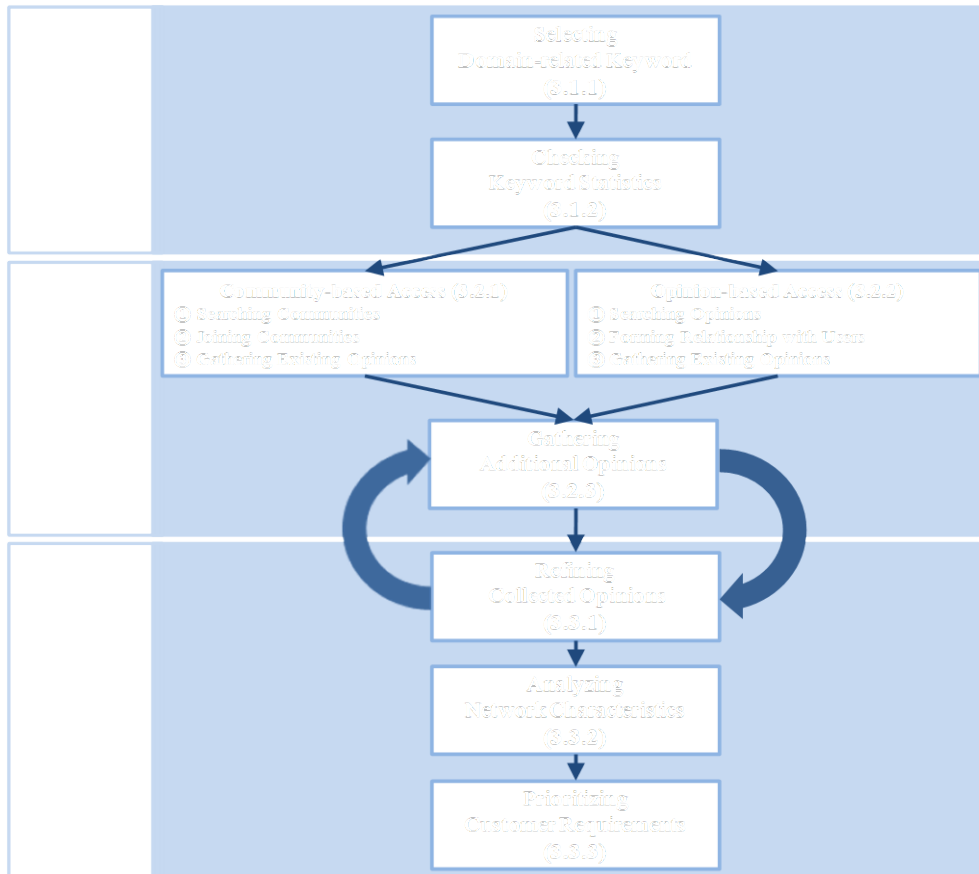 Selecting
Domain-related Keyword
(3.1.1)
Checking
Keyword Statistics
(3.1.2)
Community-based Access (3.2.1)
① Searching Communities
② Joining Communities
③ Gathering Existing Opinions
Opinion-based Access (3.2.2)
① Searching Opinions
② Forming Relationship with Users
③ Gathering Existing Opinions
Gathering
Additional Opinions
(3.2.3)
Refining
Collected Opinions
(3.3.1)
Analyzing
Network Characteristics
(3.3.2)
Prioritizing
Customer Requirements
(3.3.3)